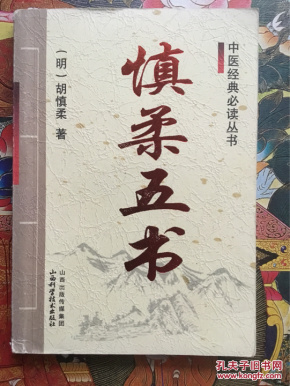 中医经典必读丛书
慎柔五书
（明）胡慎柔 著
山西出版传媒集团
山西科学技术出版社
孔夫子旧书网